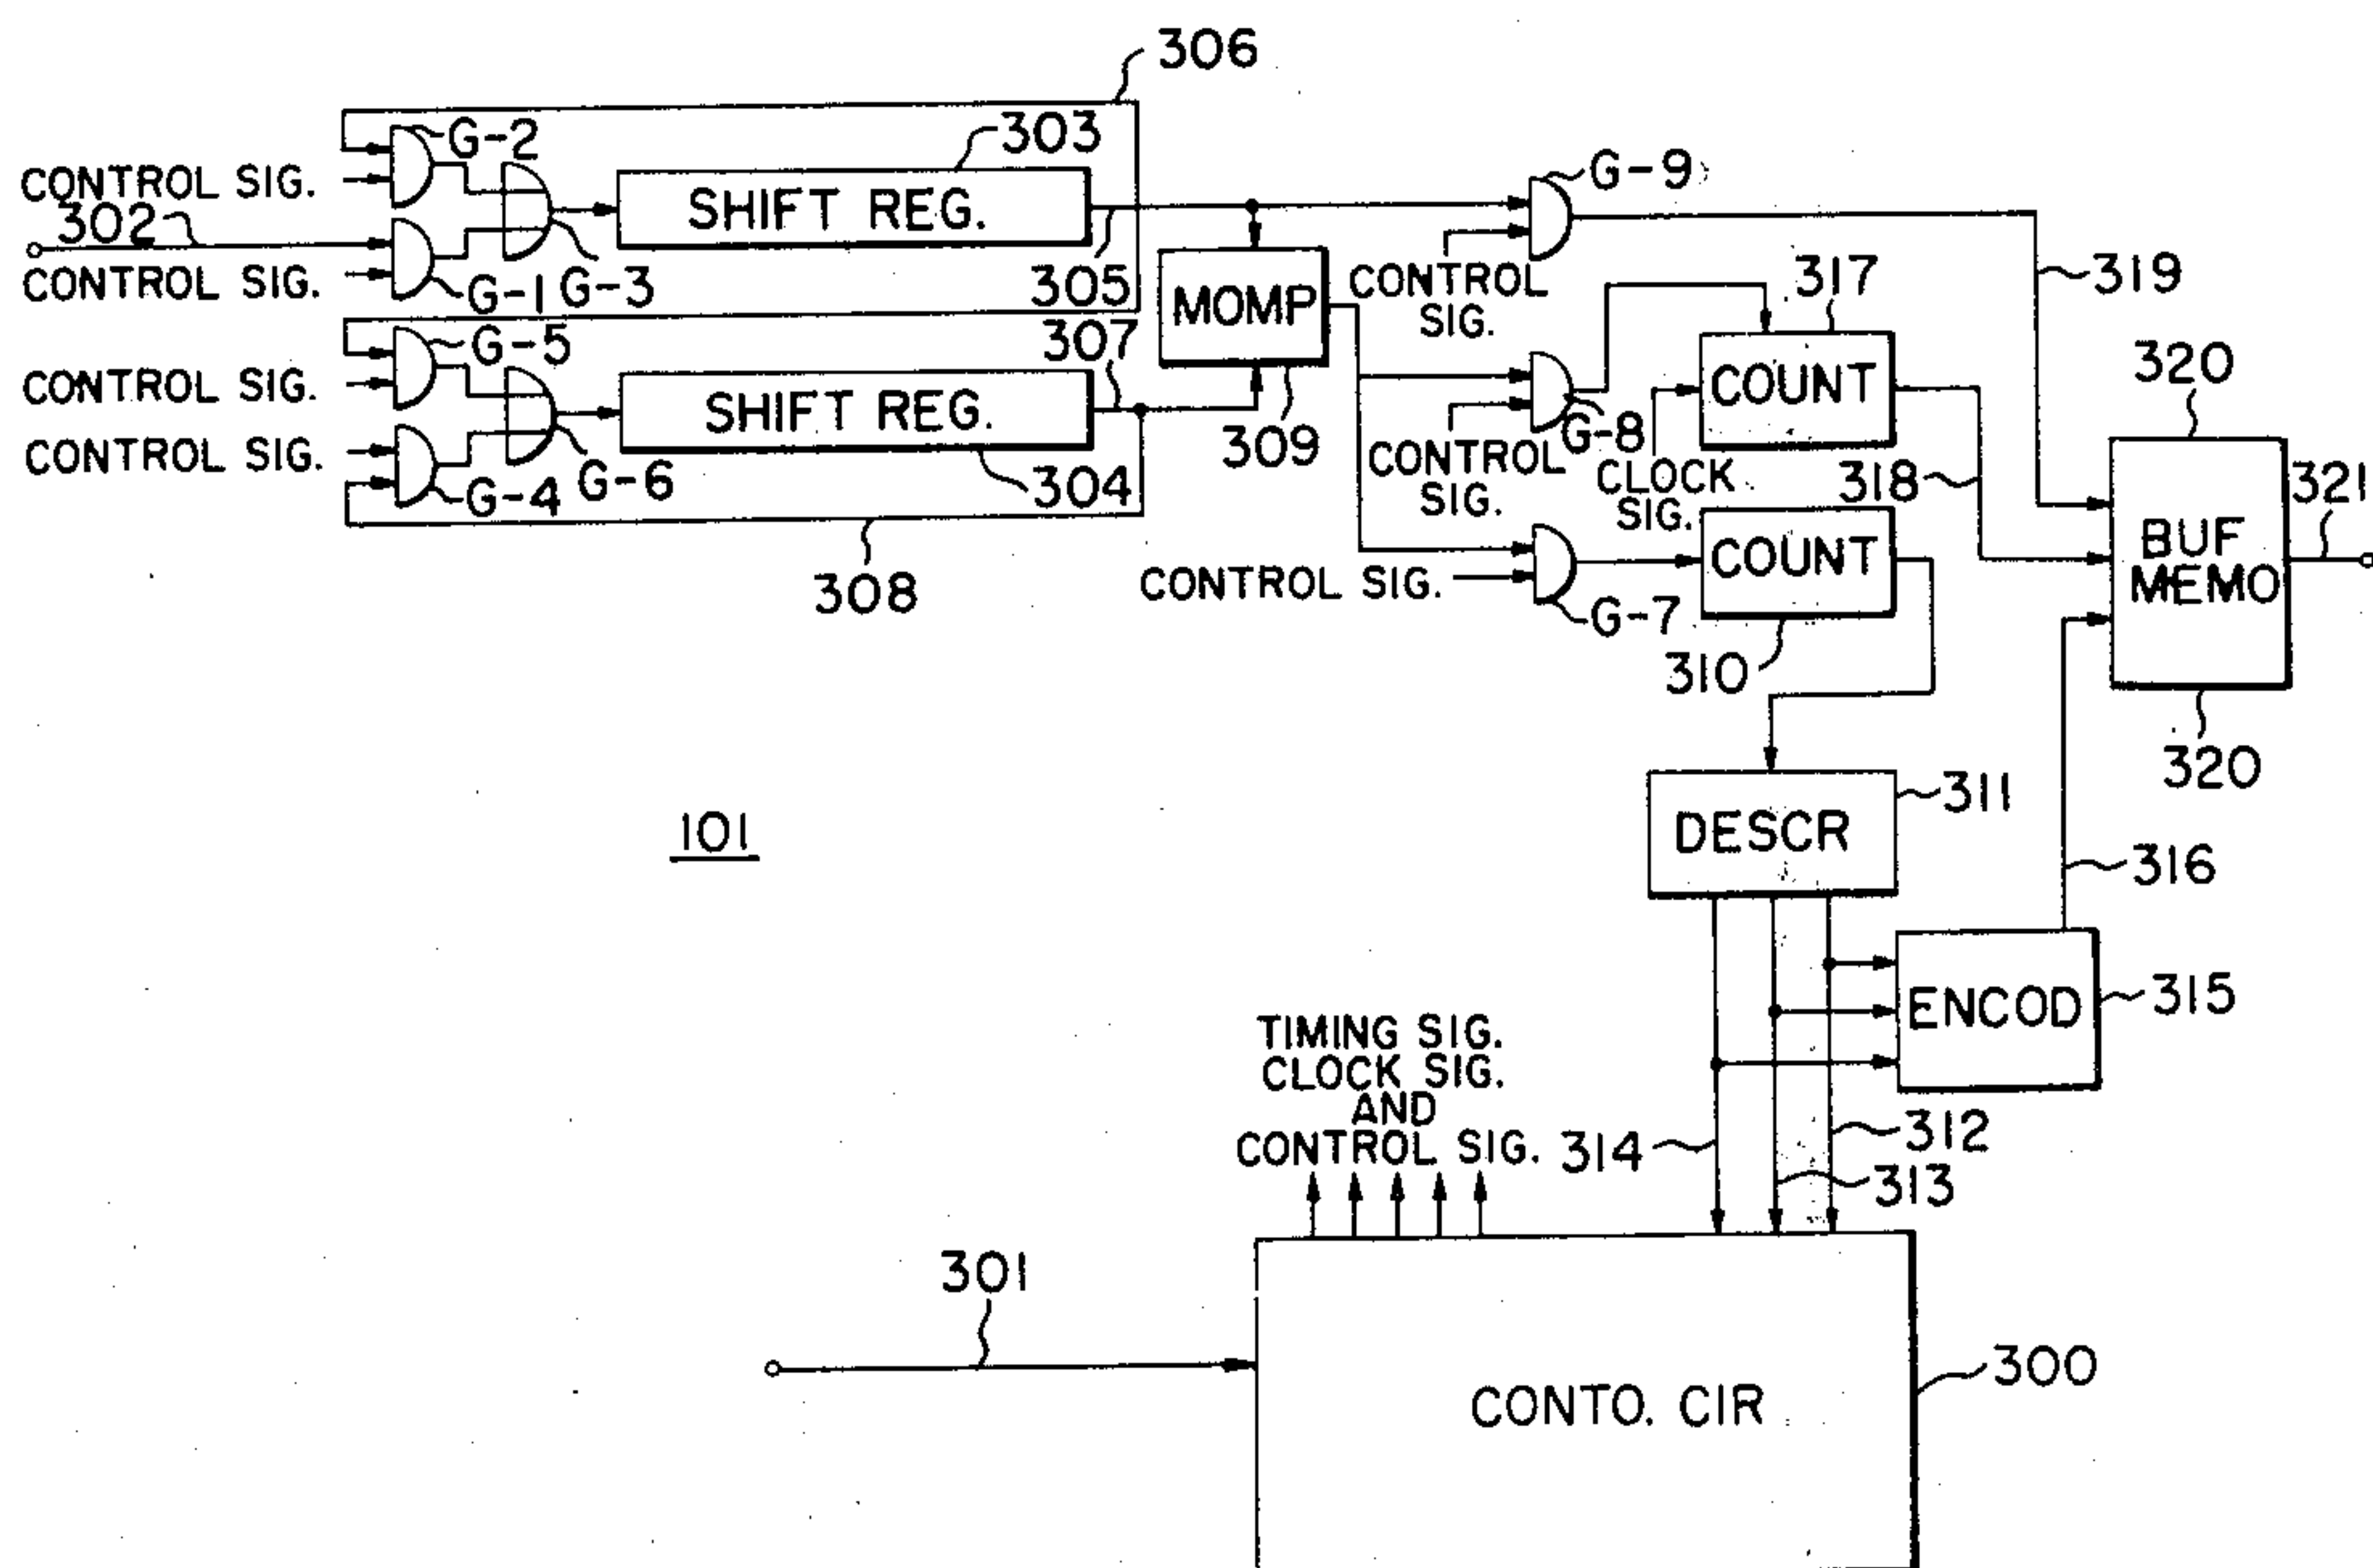 306
G-2
303
G-9
CONTROL SIG.
SHIFT REG.
302
CONTROL SIG.
G-1
G-3
305
MOMP
CONTROL
SIG.
317
319
G-5
307
CONTROL SIG.
SHIFT REG.
COUNT
320
G-8
309
CONTROL SIG.
G-4
G-6
304
CONTROL
SIG.
CLOCK
SIG.
318
321
BUF
MEMO
COUNT
308
CONTROL SIG.
G-7
310
320
311
DESCR
101
316
ENCOD
315
TIMING SIG.
CLOCK SIG.
AND
CONTROL SIG.
314
312
313
301
300
CONTO. CIR